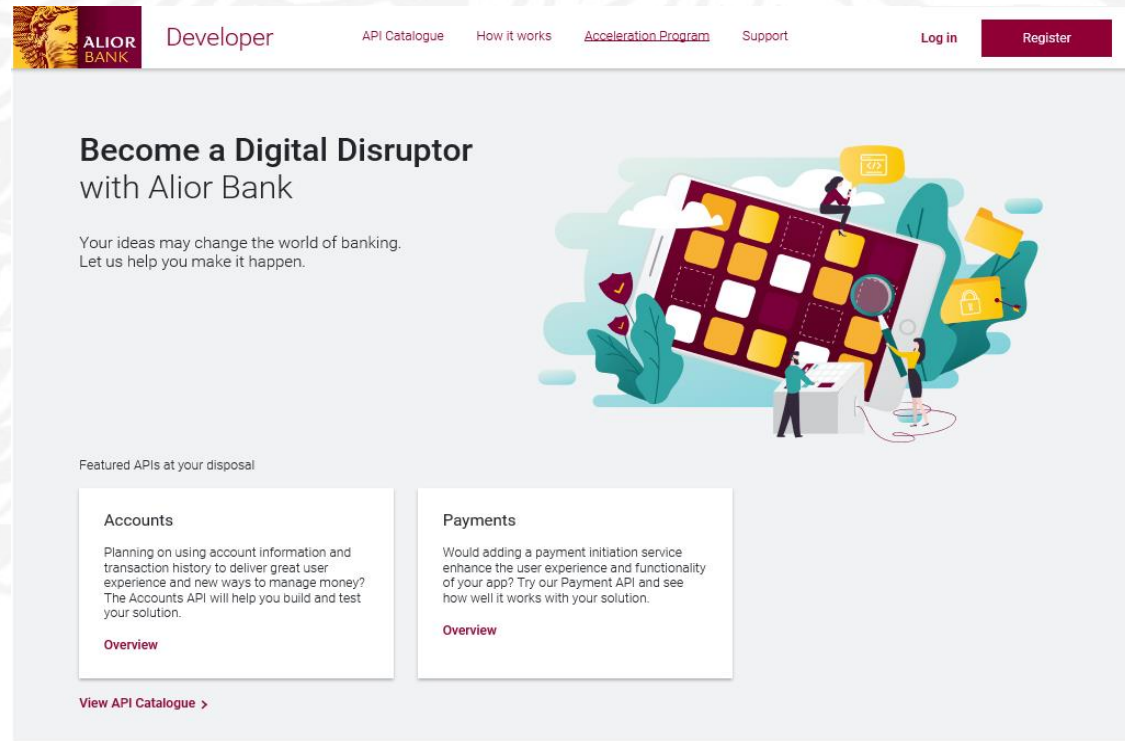 ALIOR
BANK
Developer
API Catalogue
How it works
Acceleration Program
Support
Log in
Register
Become a Digital Disruptor
with Alior Bank
Your ideas may change the world of banking.
Let us help you make it happen.
</>
Featured APIs at your disposal
Accounts
Planning on using account information and
transaction history to deliver great user
experience and new ways to manage money?
The Accounts API will help you build and test
your solution.
Overview
Payments
Would adding a payment initiation service
enhance the user experience and functionality
of your app? Try our Payment API and see
how well it works with your solution.
Overview
View API Catalogue >